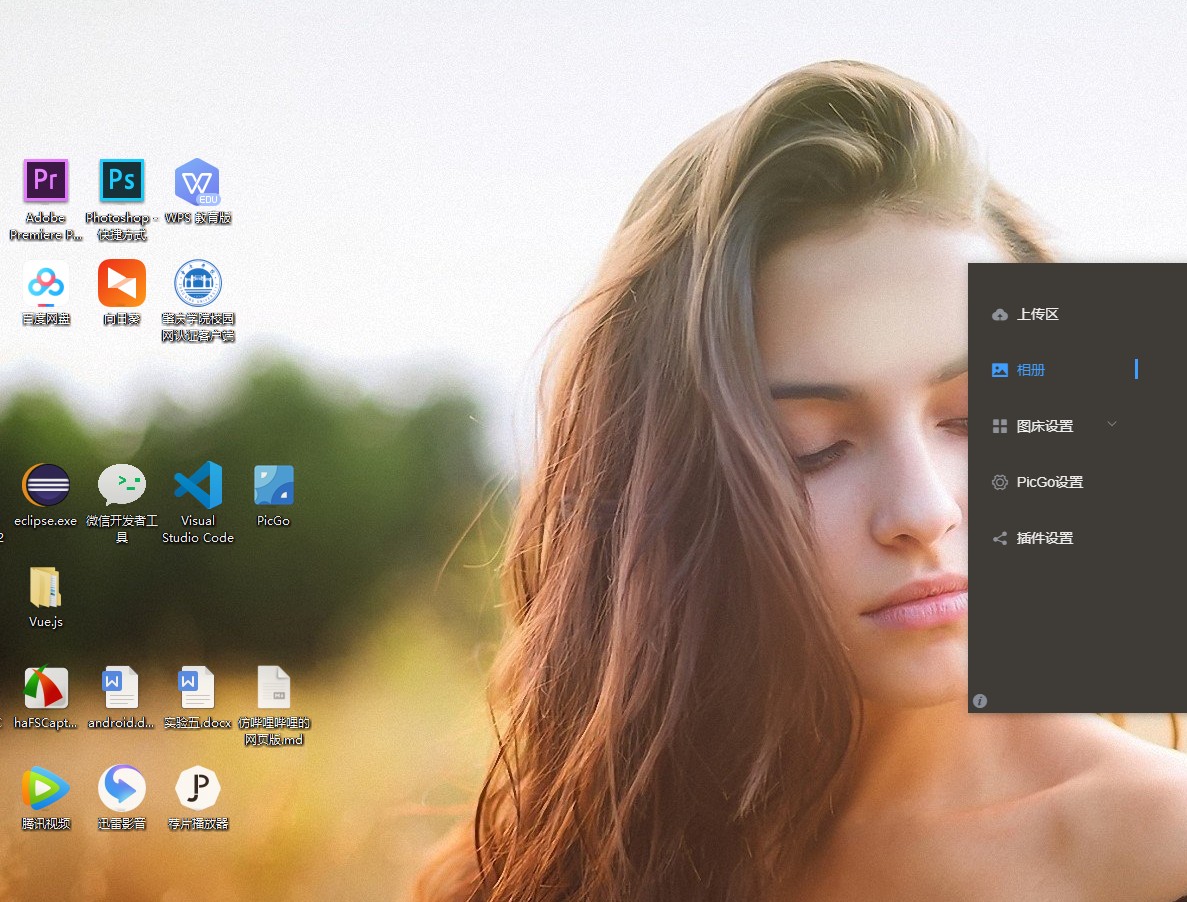 Pr
Ps
EDU
Adobe
Premiere P...
Photoshop -
快捷方式
WPS 教育版
百度网盘
向日葵
肇庆学院校园
网认证客户端
eclipse.exe
微信开发者工
具
Visual
Studio Code
PicGo
2
Vue.js
haFSCapt...
android.d...
实验五.docx
仿哔哩哔哩的
网页版.md
腾讯视频
迅雷影音
荐片播放器
上传区
相册
图床设置
PicGo设置
插件设置